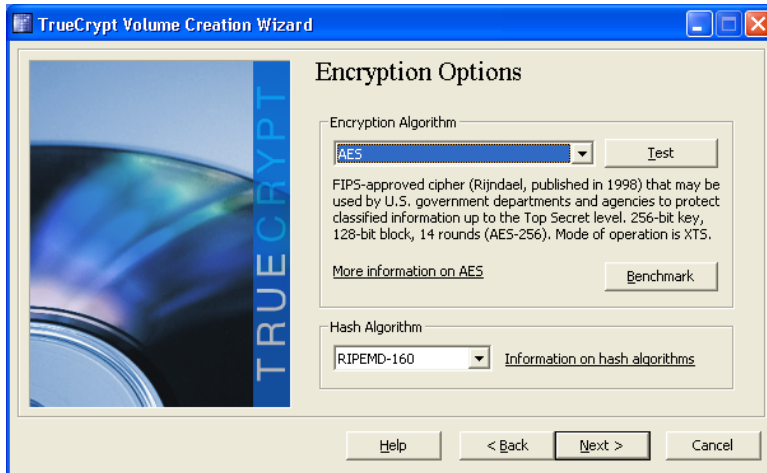 TrueCrypt Volume Creation Wizard
TRUECRYPT
Encryption Options
Encryption Algorithm
AES
Test
FIPS-approved cipher (Rijndael, published in 1998) that may be
used by U.S. government departments and agencies to protect
classified information up to the Top Secret level. 256-bit key,
128-bit block, 14 rounds (AES-256). Mode of operation is XTS.
More information on AES
Benchmark
Hash Algorithm
RIPEMD-160
Information on hash algorithms
Help
< Back
Next >
Cancel